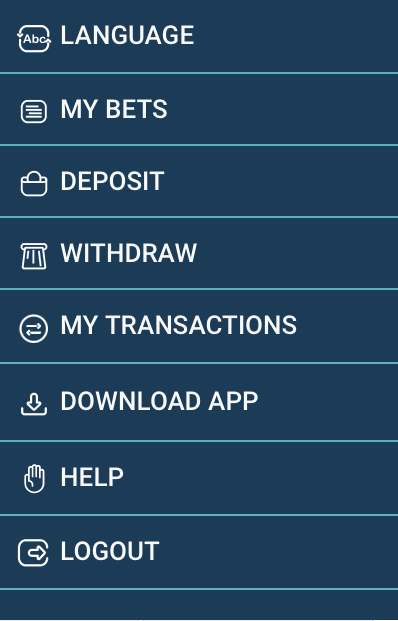 Abc LANGUAGE
MY BETS
DEPOSIT
WITHDRAW
MY TRANSACTIONS
DOWNLOAD APP
HELP
LOGOUT